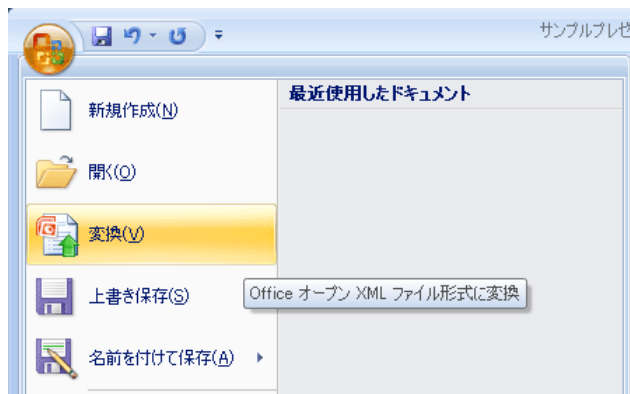 サンプルプレゼ
最近使用したドキュメント
新規作成(N)
開く(O)
変換(V)
Office オープン XML ファイル形式に変換
上書き保存(S)
名前を付けて保存(A)